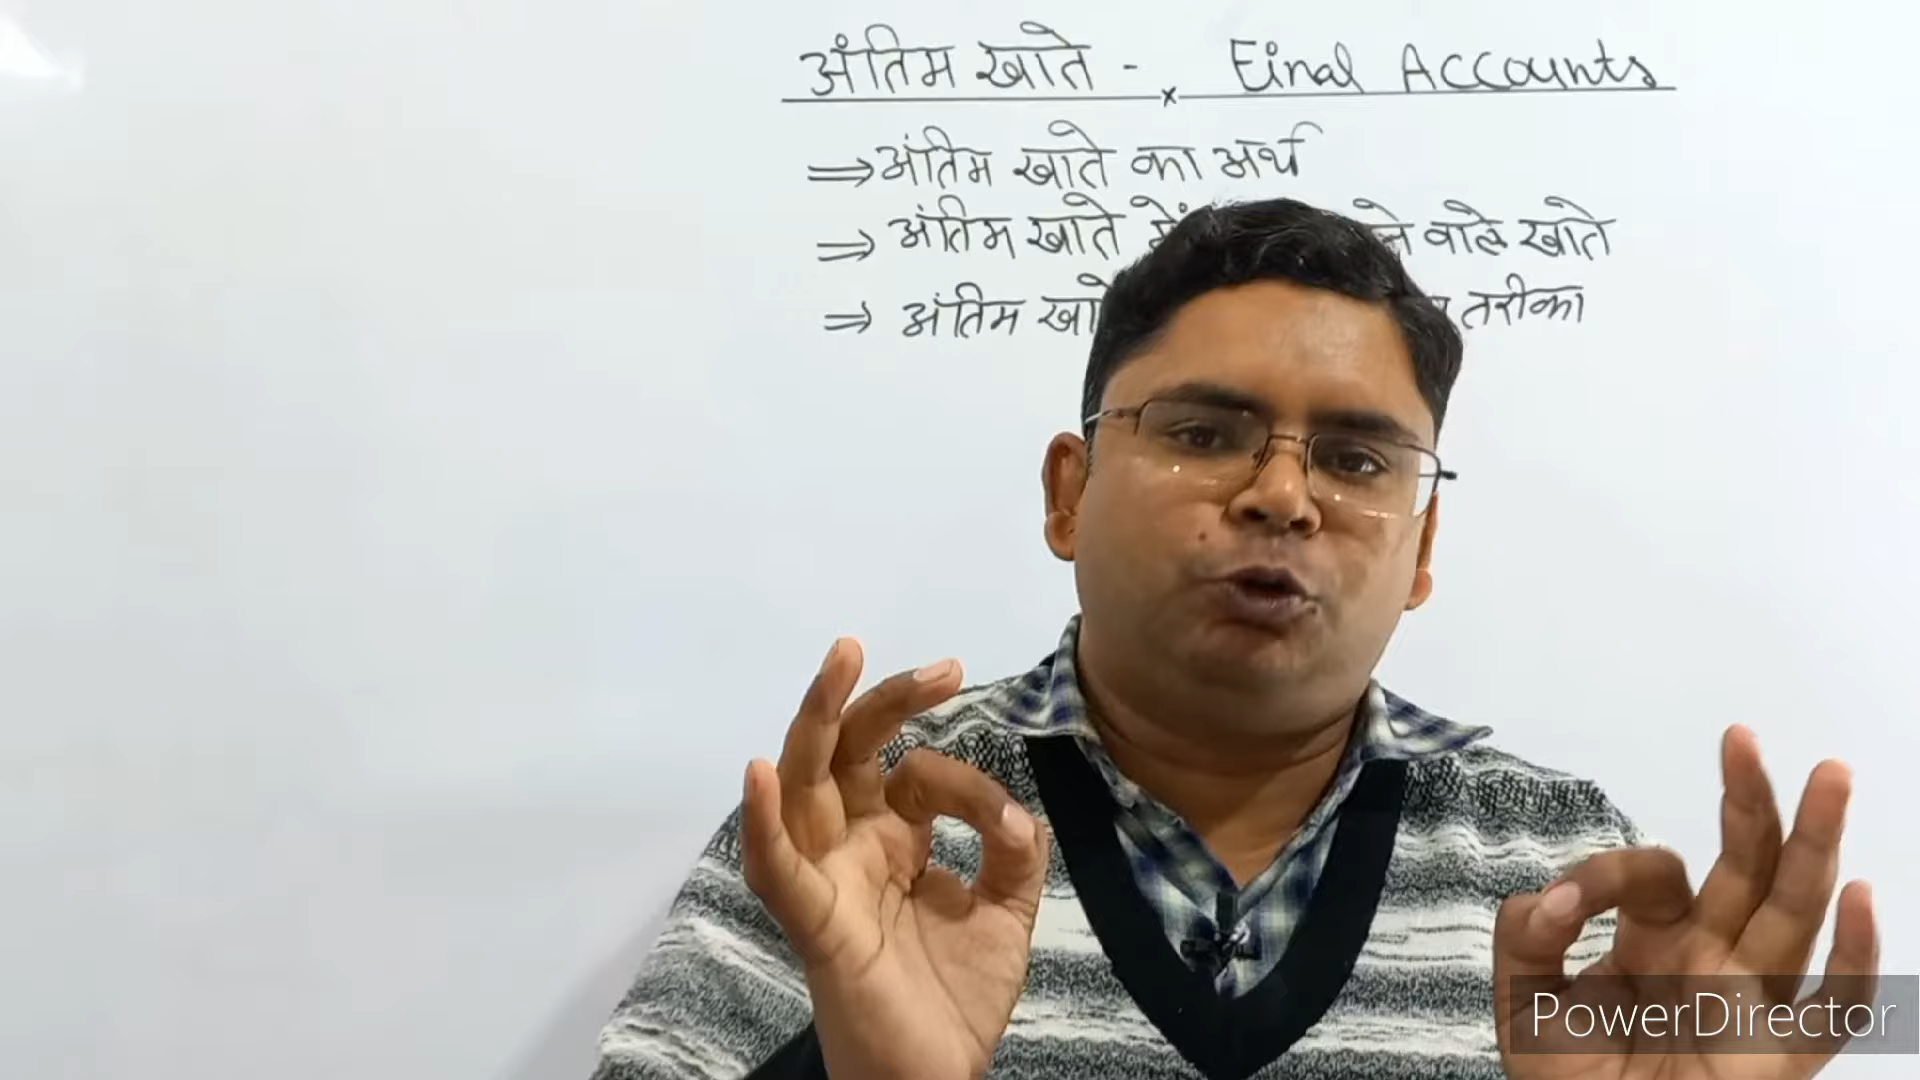 अंतिम खाते - Final Accounts
⇒ अंतिम खाते का अर्थ
⇒ अंतिम खाते में वाले खाते
⇒ अंतिम तरीका
PowerDirector